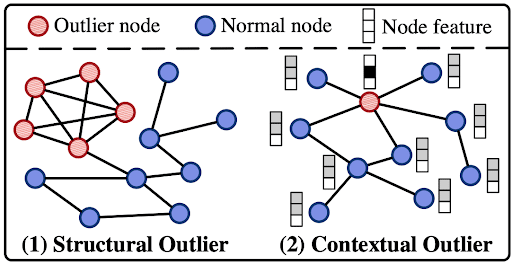 Outlier node Normal node Node feature
(1) Structural Outlier (2) Contextual Outlier